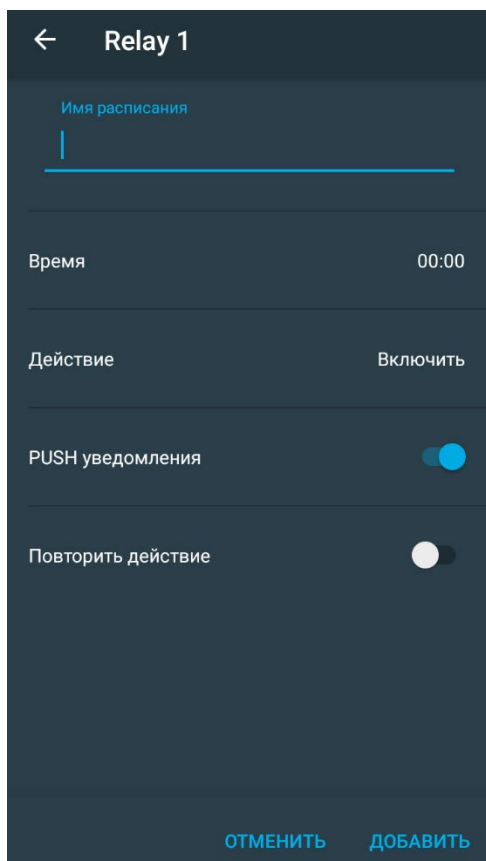 Relay 1
Имя расписания
Время 00:00
Действие Включить
PUSH уведомления
Повторить действие
ОТМЕНИТЬ ДОБАВИТЬ